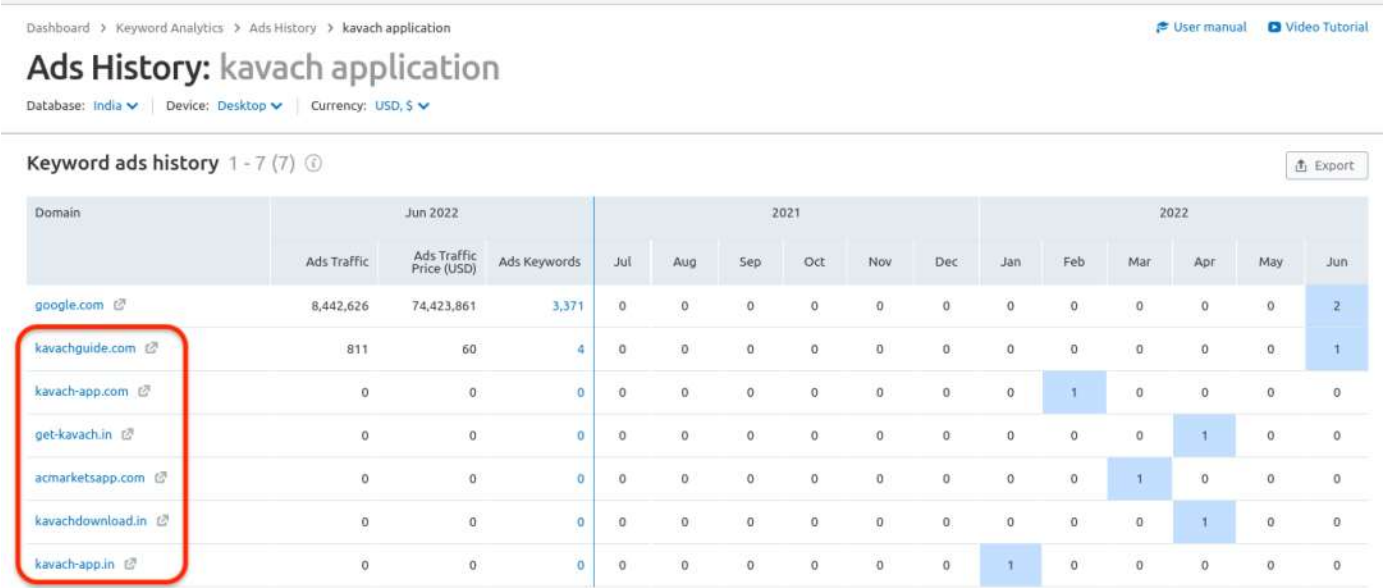 Dashboard > Keyword Analytics > Ads History > kavach application
User manual Video Tutorial
Ads History: kavach application
Database: India Device: Desktop Currency: USD, $
Keyword ads history 1 - 7 (7)
Export
Domain Jun 2022 2021 2022
Ads Traffic Ads Traffic Price (USD) Ads Keywords Jul Aug Sep Oct Nov Dec Jan Feb Mar Apr May Jun
google.com 8,442,626 74,423,861 3,371 0 0 0 0 0 0 0 0 0 0 0 2
kavachguide.com 811 60 4 0 0 0 0 0 0 0 0 0 0 0 1
kavach-app.com 0 0 0 0 0 0 0 0 0 0 1 0 0 0 0
get-kavach.in 0 0 0 0 0 0 0 0 0 0 0 0 1 0 0
acmarketsapp.com 0 0 0 0 0 0 0 0 0 0 0 1 0 0 0
kavachdownload.in 0 0 0 0 0 0 0 0 0 0 0 0 1 0 0
kavach-app.in 0 0 0 0 0 0 0 0 0 1 0 0 0 0 0